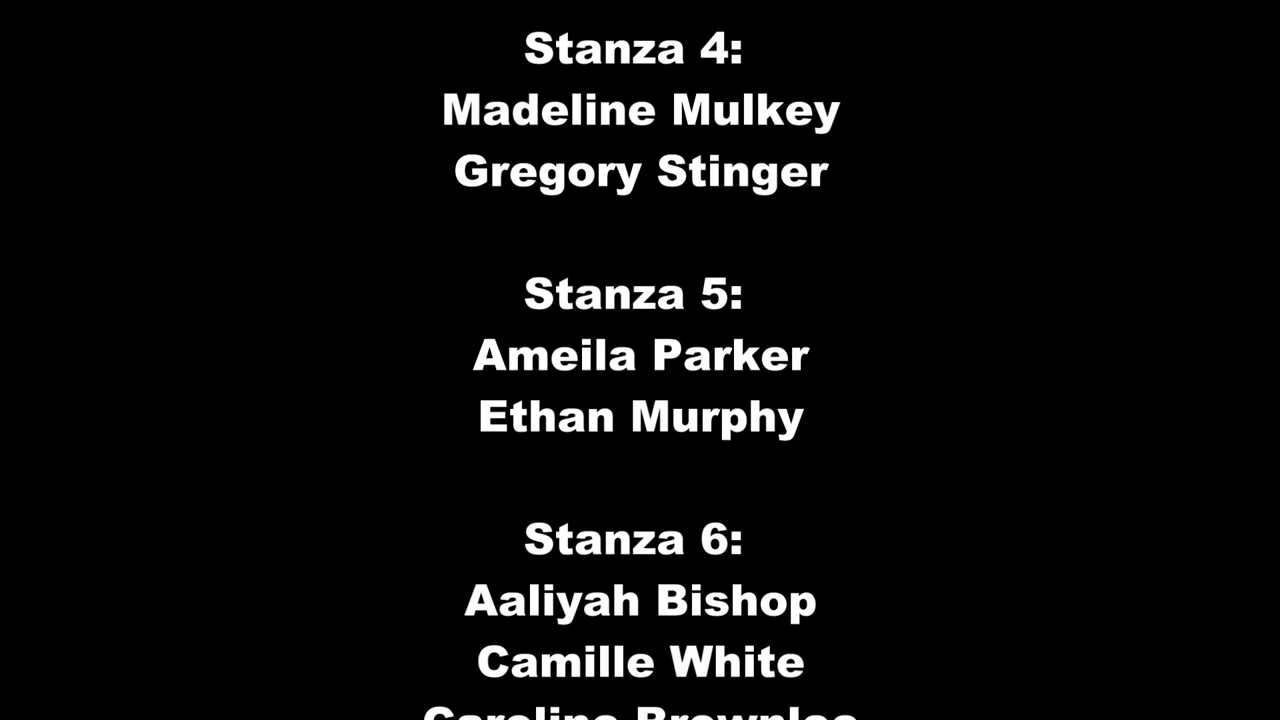 Stanza 4:
Madeline Mulkey
Gregory Stinger
Stanza 5:
Ameila Parker
Ethan Murphy
Stanza 6:
Aaliyah Bishop
Camille White